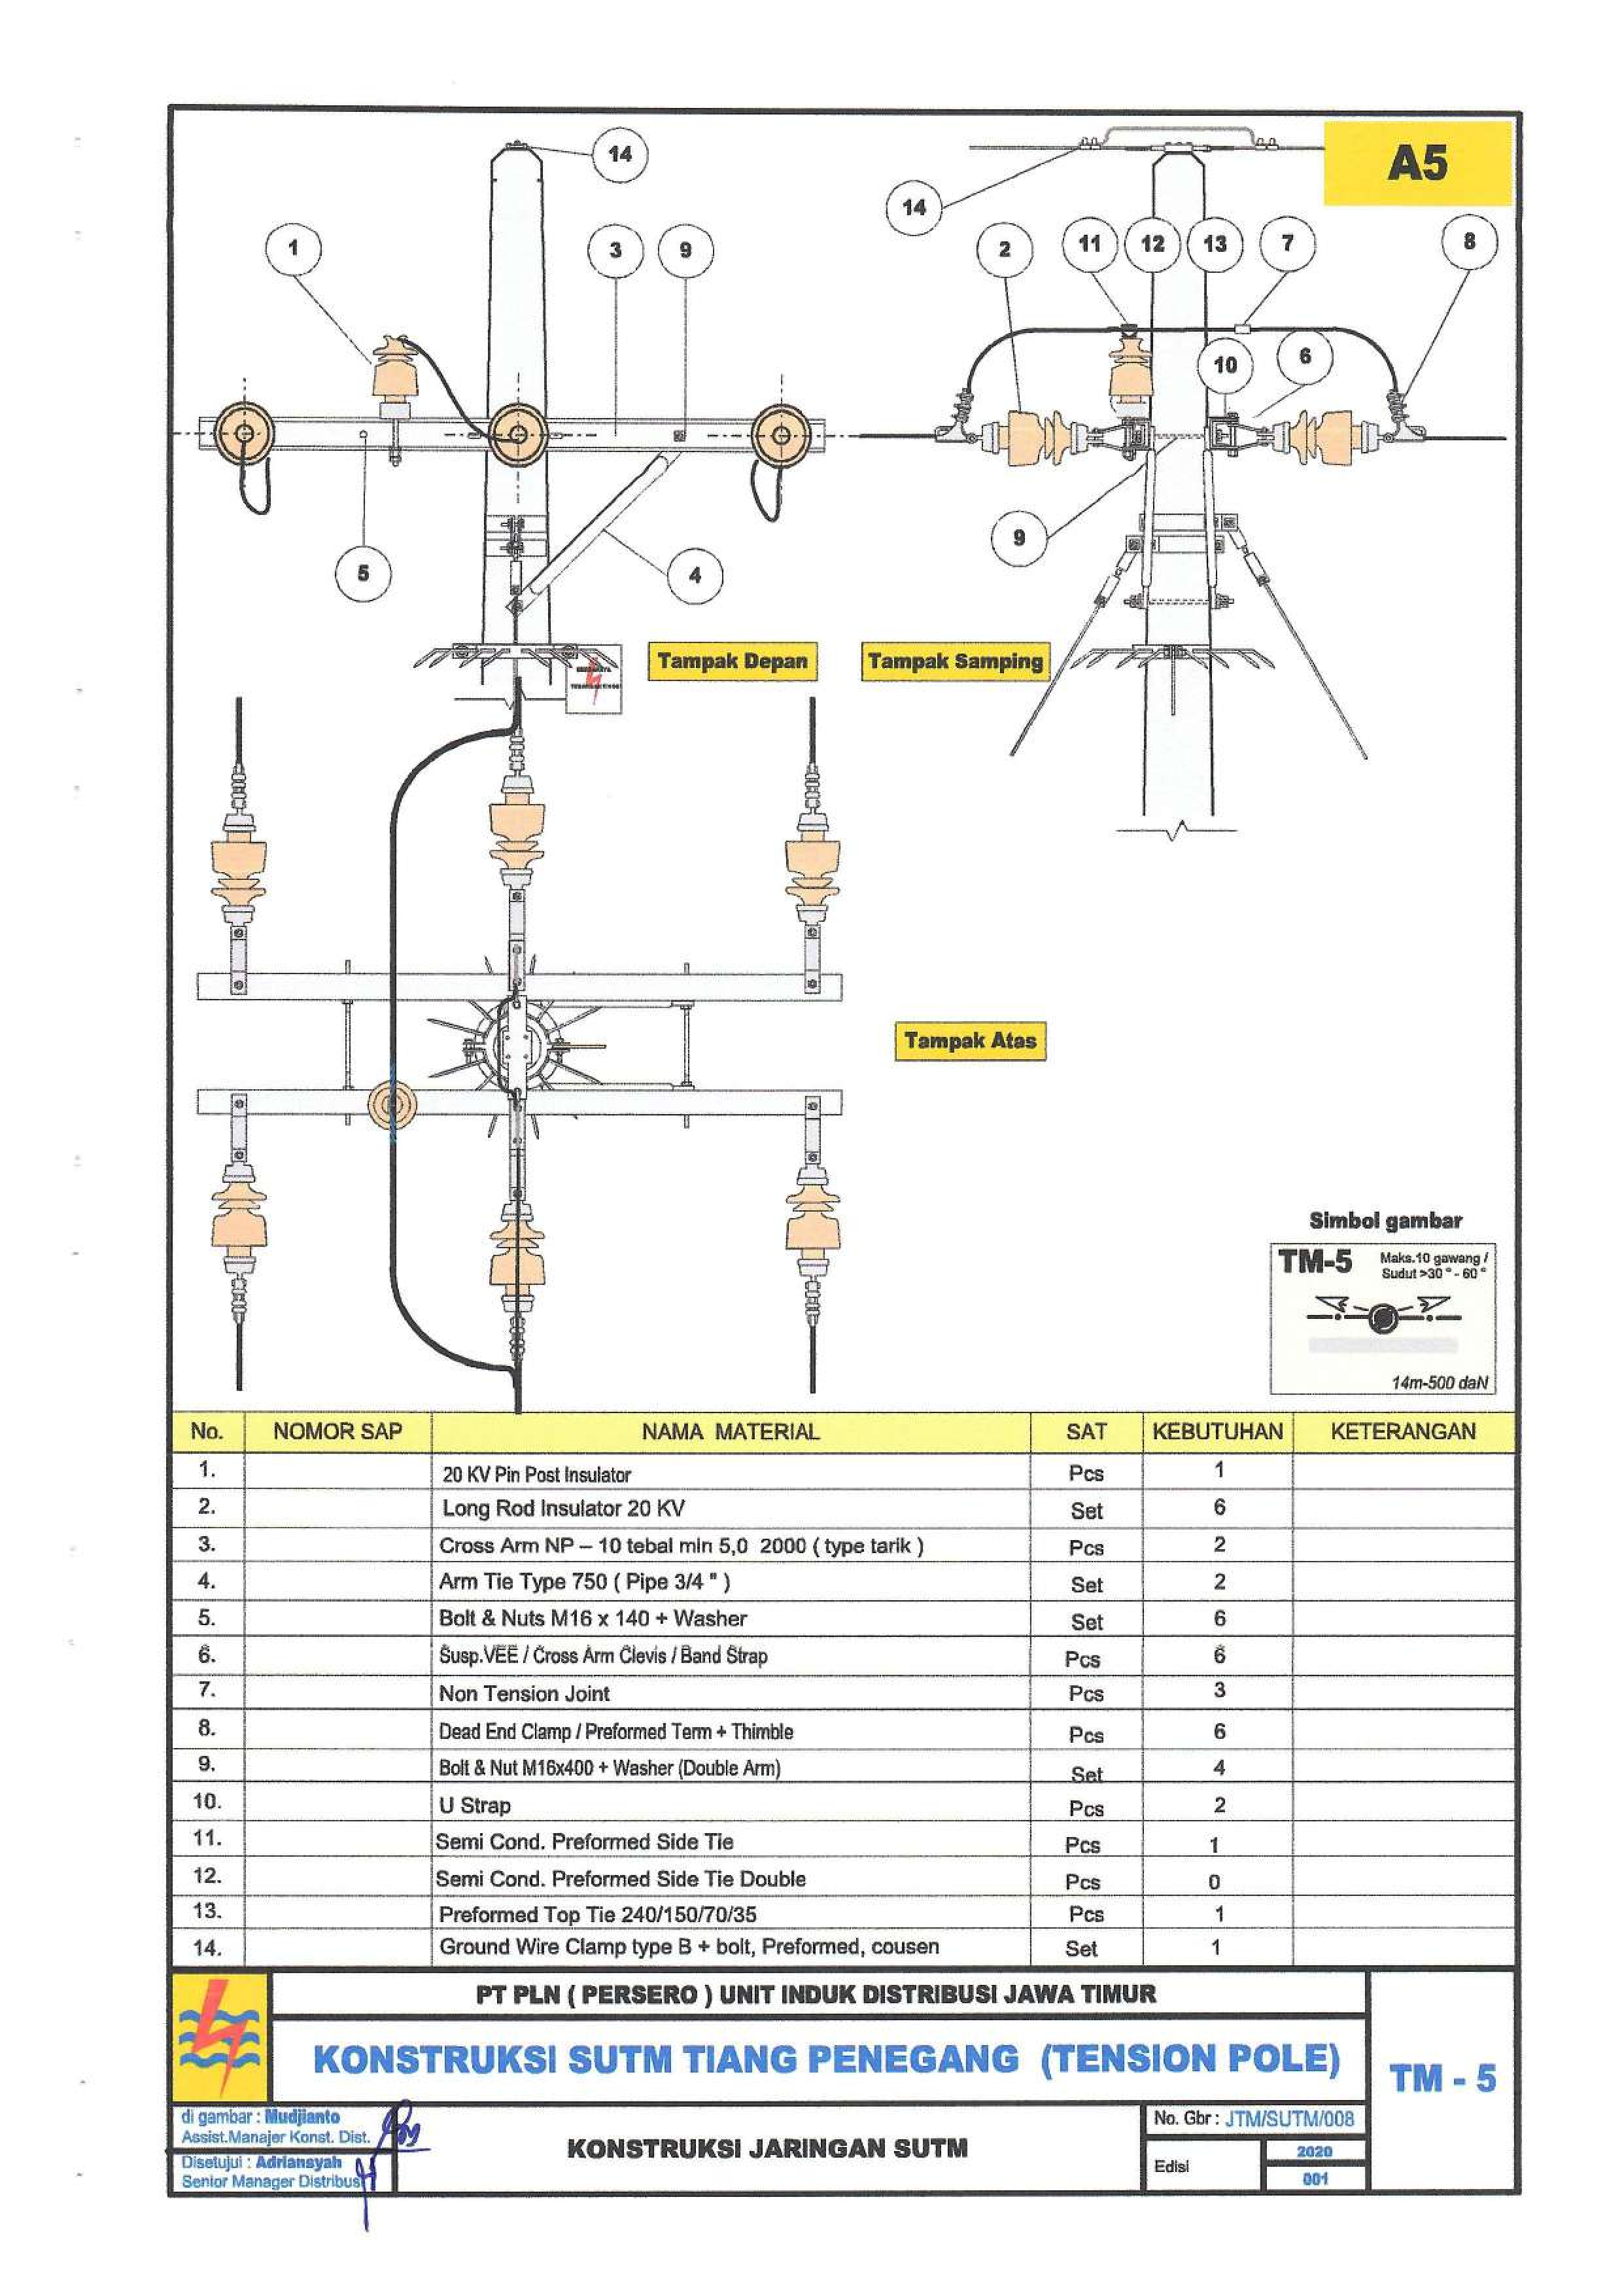 A5
14
1
3
9
5
4
14
2
11
12
13
7
8
10
6
9
Tampak Depan
Tampak Samping
Tampak Atas
Simbol gambar
TM-5
Maks.10 gawang /
Sudut >30 ° - 60 °
14m-500 daN
No. NOMOR SAP NAMA MATERIAL SAT KEBUTUHAN KETERANGAN
1. 20 KV Pin Post Insulator Pcs 1
2. Long Rod Insulator 20 KV Set 6
3. Cross Arm NP – 10 tebal min 5,0 2000 ( type tarik ) Pcs 2
4. Arm Tie Type 750 ( Pipe 3/4 " ) Set 2
5. Bolt & Nuts M16 x 140 + Washer Set 6
6. Susp.VEE / Cross Arm Clevis / Band Strap Pcs 6
7. Non Tension Joint Pcs 3
8. Dead End Clamp / Preformed Term + Thimble Pcs 6
9. Bolt & Nut M16x400 + Washer (Double Arm) Set 4
10. U Strap Pcs 2
11. Semi Cond. Preformed Side Tie Pcs 1
12. Semi Cond. Preformed Side Tie Double Pcs 0
13. Preformed Top Tie 240/150/70/35 Pcs 1
14. Ground Wire Clamp type B + bolt, Preformed, cousen Set 1
PT PLN ( PERSERO ) UNIT INDUK DISTRIBUSI JAWA TIMUR
KONSTRUKSI SUTM TIANG PENEGANG (TENSION POLE)
TM - 5
di gambar : Mudjianto
Assist.Manajer Konst. Dist.
Disetujui : Adriansyah
Senior Manager Distribusi
KONSTRUKSI JARINGAN SUTM
No. Gbr : JTM/SUTM/008
Edisi
2020
001